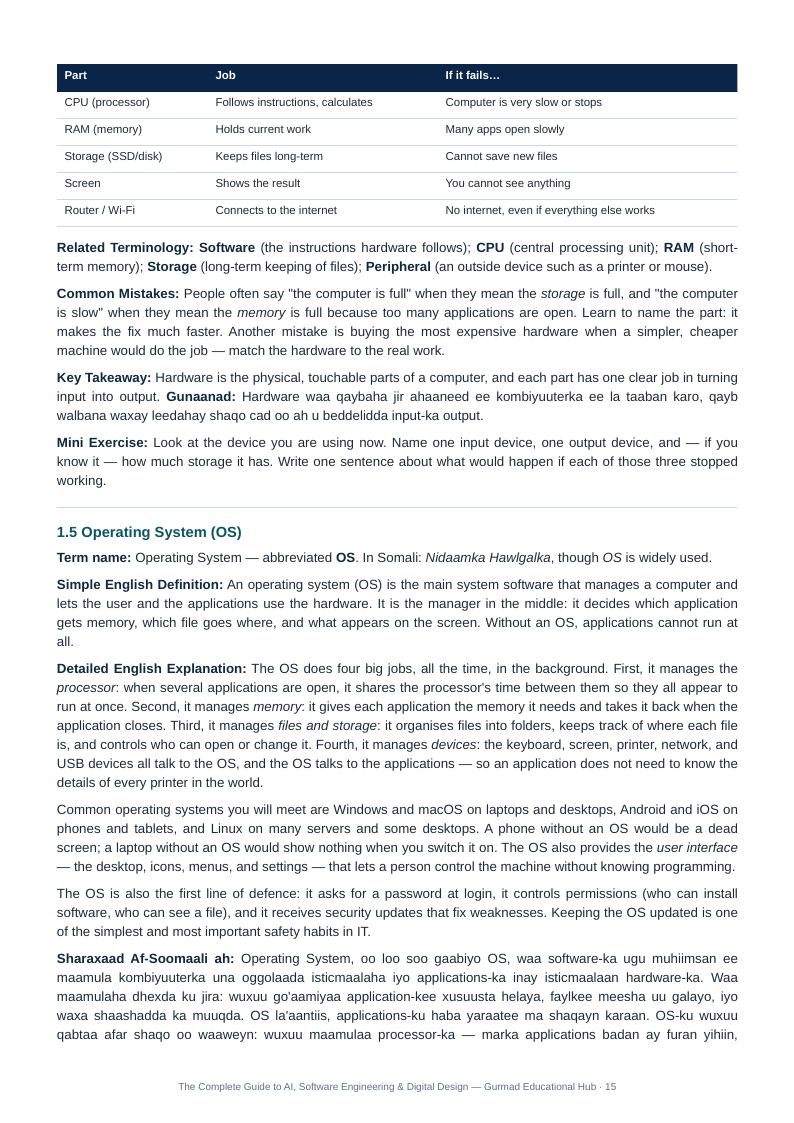 Part Job If it fails…
CPU (processor) Follows instructions, calculates Computer is very slow or stops
RAM (memory) Holds current work Many apps open slowly
Storage (SSD/disk) Keeps files long-term Cannot save new files
Screen Shows the result You cannot see anything
Router / Wi-Fi Connects to the internet No internet, even if everything else works
Related Terminology: Software (the instructions hardware follows); CPU (central processing unit); RAM (short-
term memory); Storage (long-term keeping of files); Peripheral (an outside device such as a printer or mouse).
Common Mistakes: People often say "the computer is full" when they mean the storage is full, and "the computer
is slow" when they mean the memory is full because too many applications are open. Learn to name the part: it
makes the fix much faster. Another mistake is buying the most expensive hardware when a simpler, cheaper
machine would do the job — match the hardware to the real work.
Key Takeaway: Hardware is the physical, touchable parts of a computer, and each part has one clear job in turning
input into output. Gunaanad: Hardware waa qaybaha jir ahaaneed ee kombiyuuterka ee la taaban karo, qayb
walbana waxay leedahay shaqo cad oo ah u beddelidda input-ka output.
Mini Exercise: Look at the device you are using now. Name one input device, one output device, and — if you
know it — how much storage it has. Write one sentence about what would happen if each of those three stopped
working.
1.5 Operating System (OS)
Term name: Operating System — abbreviated OS. In Somali: Nidaamka Hawlgalka, though OS is widely used.
Simple English Definition: An operating system (OS) is the main system software that manages a computer and
lets the user and the applications use the hardware. It is the manager in the middle: it decides which application
gets memory, which file goes where, and what appears on the screen. Without an OS, applications cannot run at
all.
Detailed English Explanation: The OS does four big jobs, all the time, in the background. First, it manages the
processor: when several applications are open, it shares the processor's time between them so they all appear to
run at once. Second, it manages memory: it gives each application the memory it needs and takes it back when the
application closes. Third, it manages files and storage: it organises files into folders, keeps track of where each file
is, and controls who can open or change it. Fourth, it manages devices: the keyboard, screen, printer, network, and
USB devices all talk to the OS, and the OS talks to the applications — so an application does not need to know the
details of every printer in the world.
Common operating systems you will meet are Windows and macOS on laptops and desktops, Android and iOS on
phones and tablets, and Linux on many servers and some desktops. A phone without an OS would be a dead
screen; a laptop without an OS would show nothing when you switch it on. The OS also provides the user interface
— the desktop, icons, menus, and settings — that lets a person control the machine without knowing programming.
The OS is also the first line of defence: it asks for a password at login, it controls permissions (who can install
software, who can see a file), and it receives security updates that fix weaknesses. Keeping the OS updated is one
of the simplest and most important safety habits in IT.
Sharaxaad Af-Soomaali ah: Operating System, oo loo soo gaabiyo OS, waa software-ka ugu muhiimsan ee
maamula kombiyuuterka una oggolaada isticmaalaha iyo applications-ka inay isticmaalaan hardware-ka. Waa
maamulaha dhexda ku jira: wuxuu go'aamiyaa application-kee xusuusta helaya, faylkee meesha uu galayo, iyo
waxa shaashadda ka muuqda. OS la'aantiis, applications-ku haba yaraatee ma shaqayn karaan. OS-ku wuxuu
qabtaa afar shaqo oo waaweyn: wuxuu maamulaa processor-ka — marka applications badan ay furan yihiin,
The Complete Guide to AI, Software Engineering & Digital Design — Gurmad Educational Hub · 15